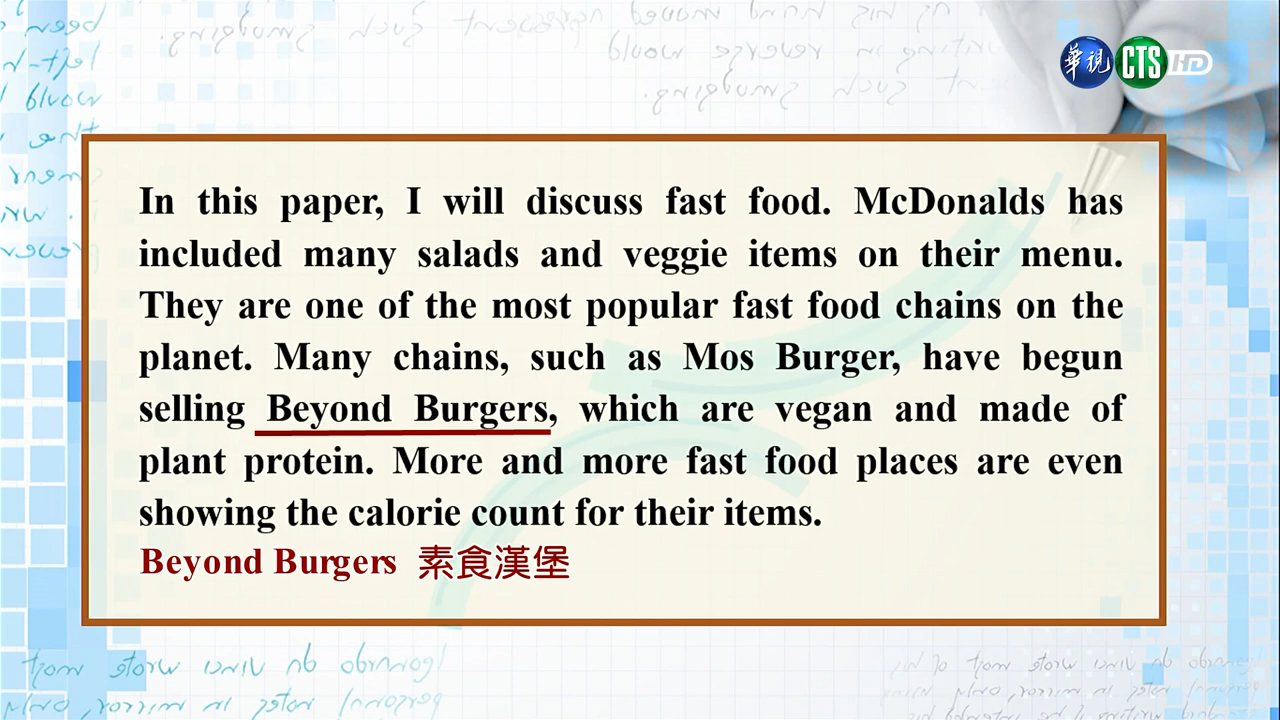 華視 CTS HD
In this paper, I will discuss fast food. McDonalds has
included many salads and veggie items on their menu.
They are one of the most popular fast food chains on the
planet. Many chains, such as Mos Burger, have begun
selling Beyond Burgers, which are vegan and made of
plant protein. More and more fast food places are even
showing the calorie count for their items.
Beyond Burgers 素食漢堡